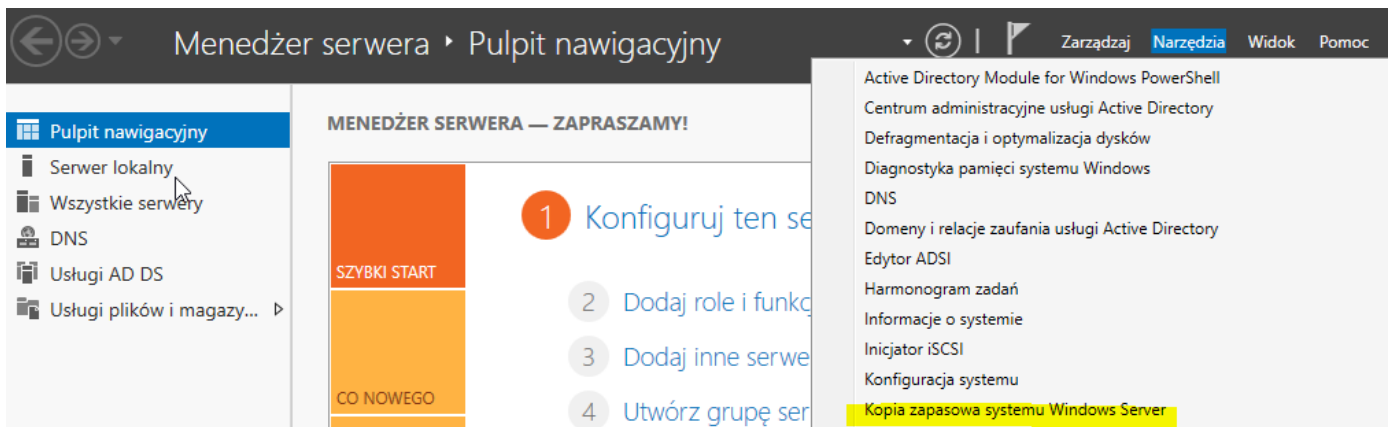 Menedżer serwera ‣ Pulpit nawigacyjny
Zarządzaj Narzędzia Widok Pomoc
Pulpit nawigacyjny
Serwer lokalny
Wszystkie serwery
DNS
Usługi AD DS
Usługi plików i magazy...
MENEDŻER SERWERA — ZAPRASZAMY!
SZYBKI START
CO NOWEGO
1 Konfiguruj ten se
2 Dodaj role i funkc
3 Dodaj inne serwe
4 Utwórz grupę ser
Active Directory Module for Windows PowerShell
Centrum administracyjne usługi Active Directory
Defragmentacja i optymalizacja dysków
Diagnostyka pamięci systemu Windows
DNS
Domeny i relacje zaufania usługi Active Directory
Edytor ADSI
Harmonogram zadań
Informacje o systemie
Inicjator iSCSI
Konfiguracja systemu
Kopia zapasowa systemu Windows Server